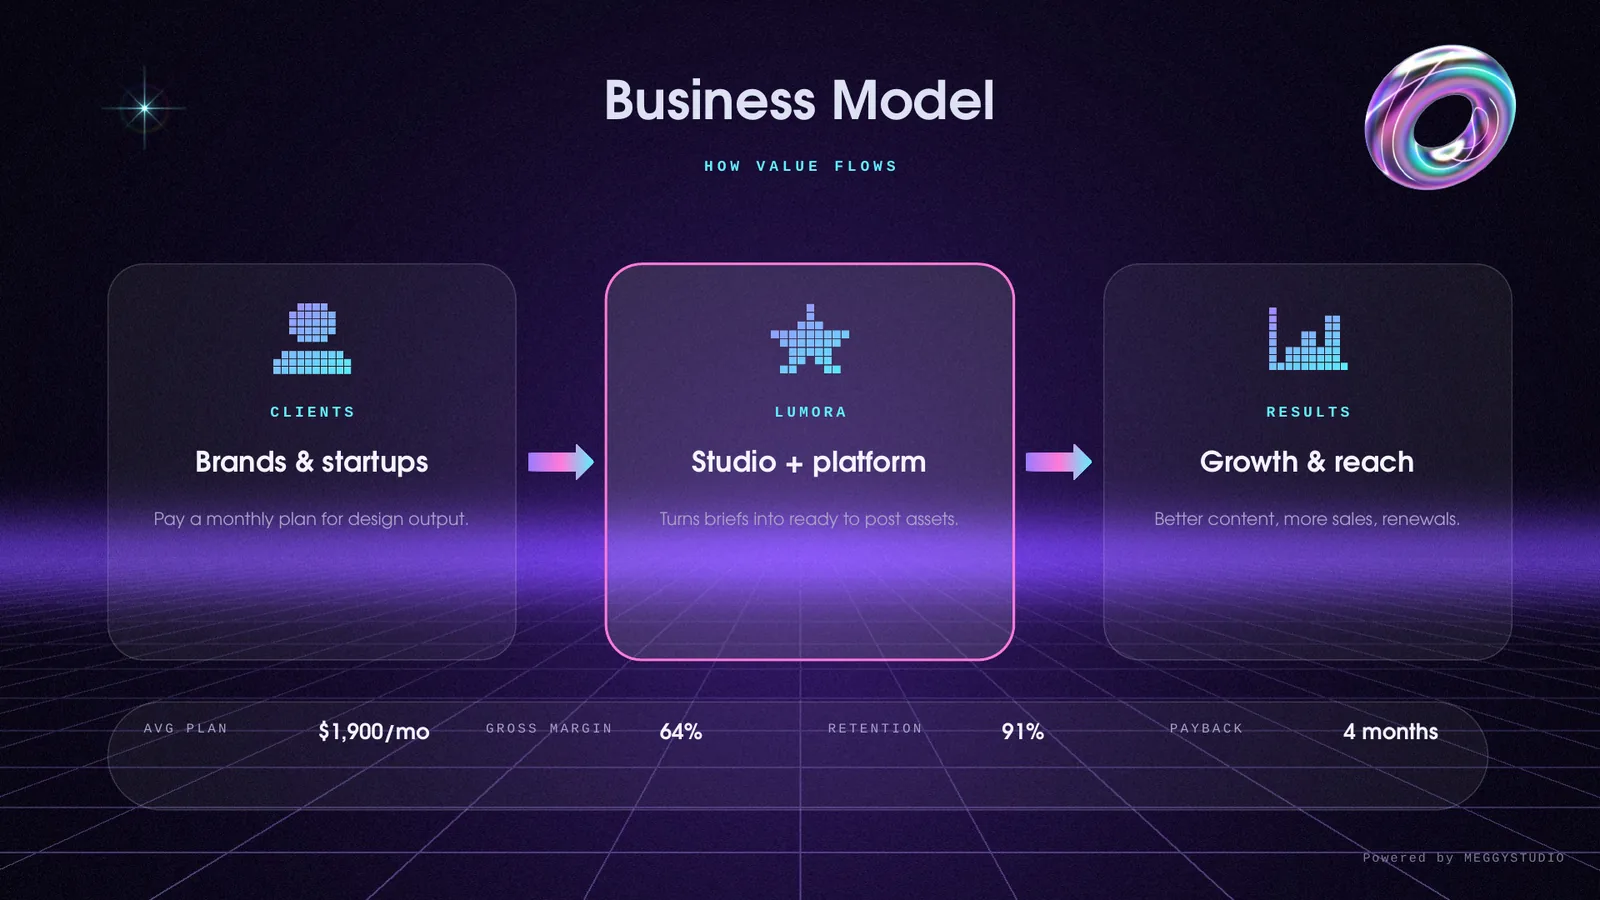 Business Model
HOW VALUE FLOWS
CLIENTS
Brands & startups
Pay a monthly plan for design output.
LUMORA
Studio + platform
Turns briefs into ready to post assets.
RESULTS
Growth & reach
Better content, more sales, renewals.
AVG PLAN $1,900/mo GROSS MARGIN 64% RETENTION 91% PAYBACK 4 months
Powered by MEGGYSTUDIO